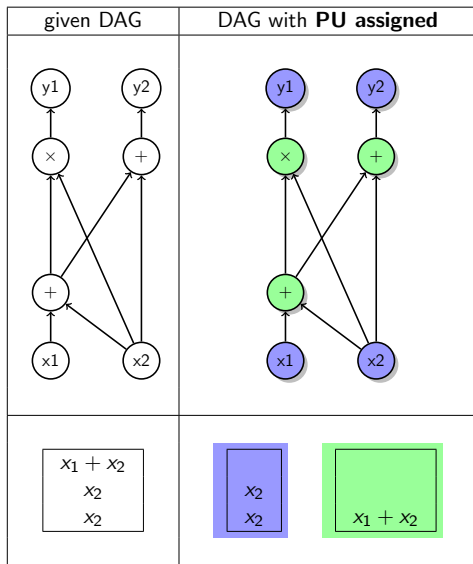 given DAG
DAG with PU assigned
y1 y2
× +
+
x1 x2
y1 y2
× +
+
x1 x2
x₁ + x₂
x₂
x₂
x₂
x₂
x₁ + x₂